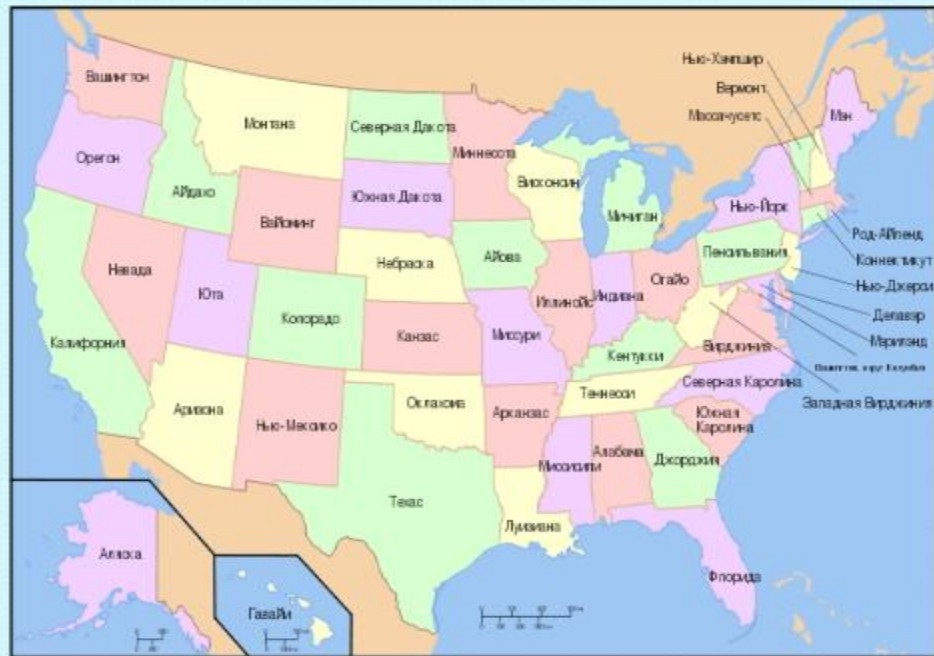 Нью-Хэмпшир
Вермонт
Массачусетс
Вашингтон
Монтана
Северная Дакота
Миннесота
Мэн
Орегон
Айдахо
Висконсин
Южная Дакота
Мичиган
Нью-Йорк
Вайоминг
Род-Айленд
Пенсильвания
Айова
Коннектикут
Небраска
Невада
Огайо
Нью-Джерси
Юта
Иллинойс
Индиана
Колорадо
Делавэр
Канзас
Миссури
Калифорния
Вирджиния
Мэрилэнд
Кентукки
Северная Каролина
Теннесси
Западная Вирджиния
Аризона
Оклахома
Арканзас
Нью-Мексико
Южная
Каролина
Алабама
Миссисипи
Джорджия
Техас
Луизиана
Аляска
Флорида
Гавайи